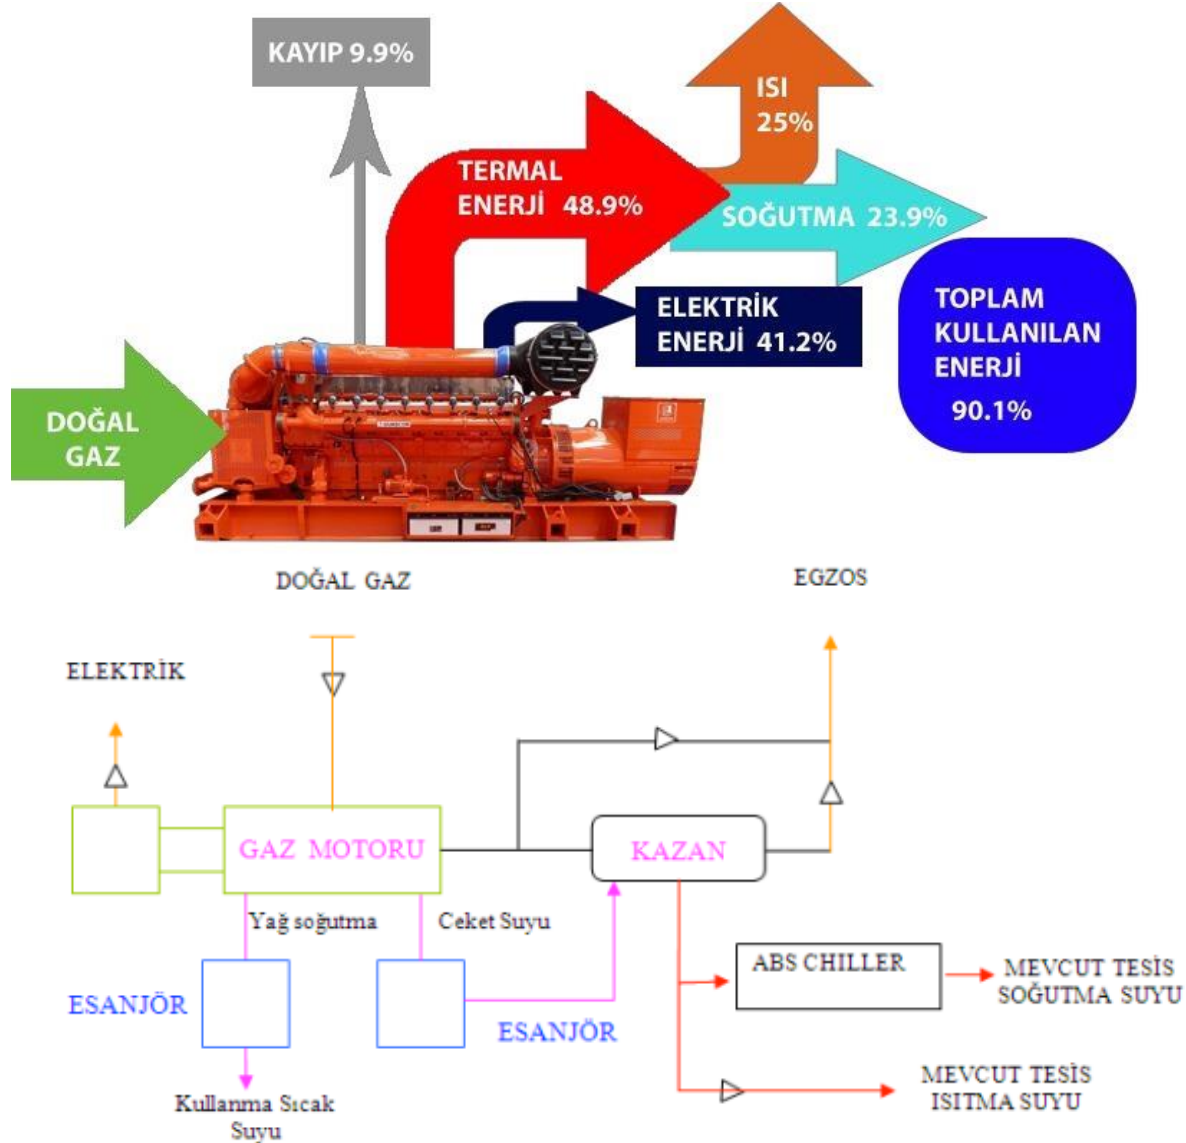 KAYIP 9.9%
ISI
25%
TERMAL
ENERJİ 48.9%
SOĞUTMA 23.9%
ELEKTRİK
ENERJİ 41.2%
TOPLAM
KULLANILAN
ENERJİ
90.1%
DOĞAL
GAZ
DOĞAL GAZ
EGZOS
ELEKTRİK
GAZ MOTORU
KAZAN
Yağ soğutma
Ceket Suyu
ABS CHILLER
MEVCUT TESİS
SOĞUTMA SUYU
ESANJÖR
ESANJÖR
MEVCUT TESİS
ISITMA SUYU
Kullanma Sıcak
Suyu